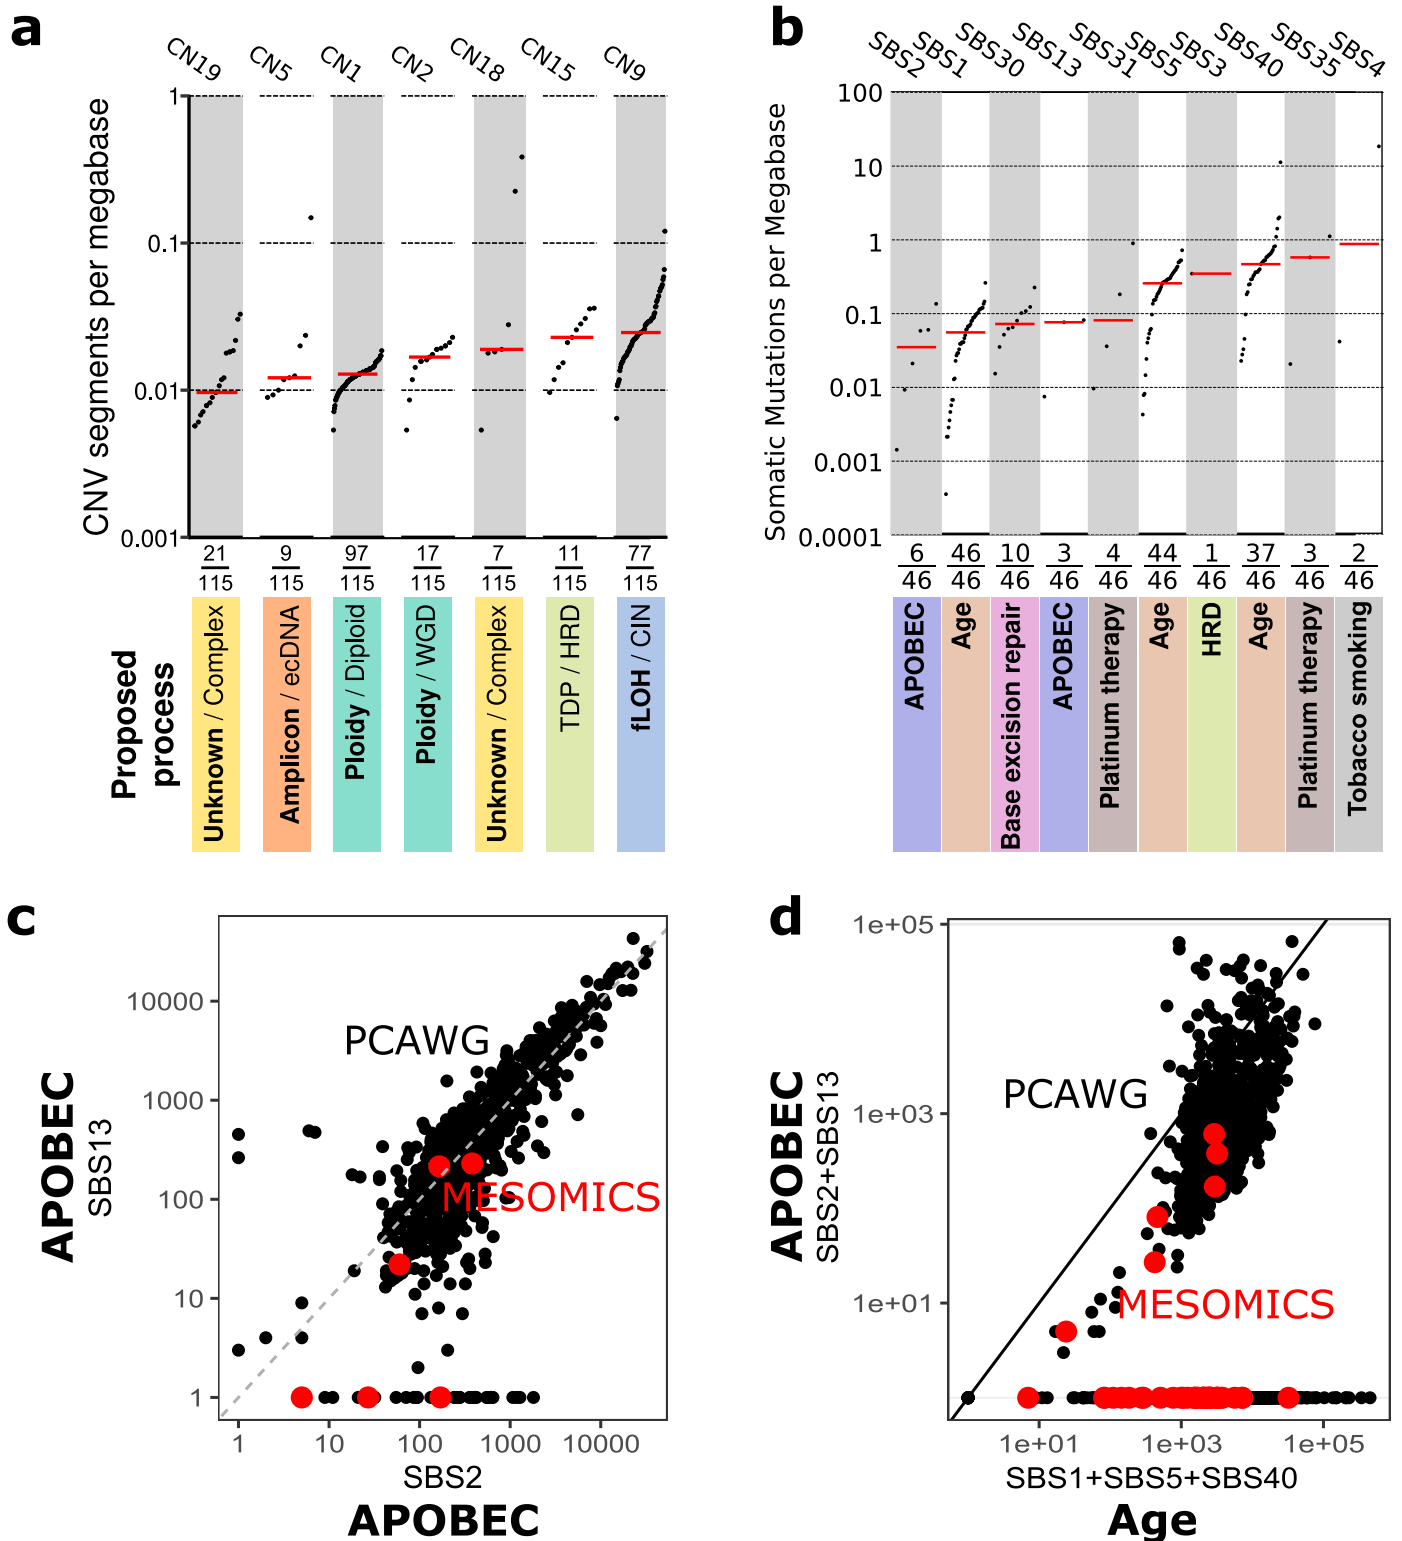 a
CN19 CN5 CN1 CN2 CN18 CN15 CN9
CNV segments per megabase
1
0.1
0.01
0.001
21 9 97 17 7 11 77
115 115 115 115 115 115 115
Proposed
process
Unknown / Complex
Amplicon / ecDNA
Ploidy / Diploid
Ploidy / WGD
Unknown / Complex
TDP / HRD
fLOH / CIN
b
SBS2 SBS1 SBS30 SBS13 SBS31 SBS5 SBS3 SBS40 SBS35 SBS4
Somatic Mutations per Megabase
100
10
1
0.1
0.01
0.001
0.0001
6 46 10 3 4 44 1 37 3 2
46 46 46 46 46 46 46 46 46 46
APOBEC
Age
Base excision repair
APOBEC
Platinum therapy
Age
HRD
Age
Platinum therapy
Tobacco smoking
c
APOBEC
SBS13
10000
1000
100
10
1
PCAWG
MESOMICS
1 10 100 1000 10000
SBS2
APOBEC
d
APOBEC
SBS2+SBS13
1e+05
1e+03
1e+01
PCAWG
MESOMICS
1e+01 1e+03 1e+05
SBS1+SBS5+SBS40
Age